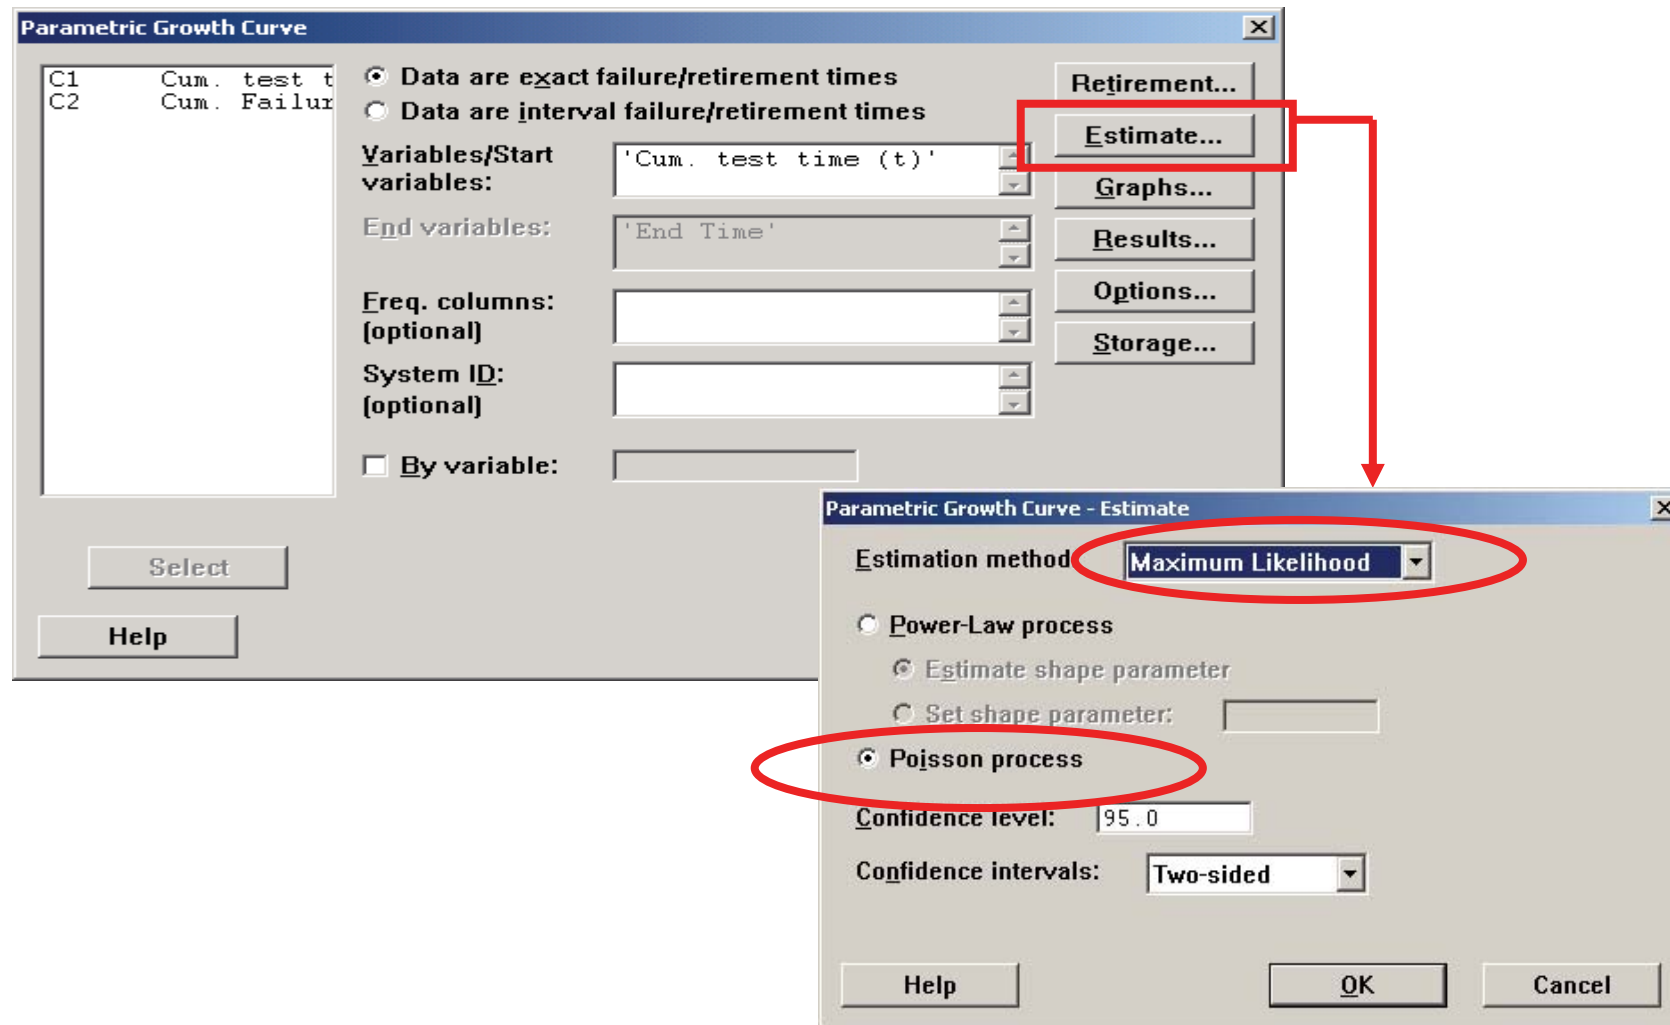 Parametric Growth Curve
C1 Cum. test t
C2 Cum. Failur
Data are exact failure/retirement times
Data are interval failure/retirement times
Variables/Start
variables:
'Cum. test time (t)'
End variables:
'End Time'
Freq. columns:
(optional)
System ID:
(optional)
By variable:
Retirement...
Estimate...
Graphs...
Results...
Options...
Storage...
Select
Help
Parametric Growth Curve - Estimate
Estimation method
Maximum Likelihood
Power-Law process
Estimate shape parameter
Set shape parameter:
Poisson process
Confidence level: 95.0
Confidence intervals: Two-sided
Help OK Cancel